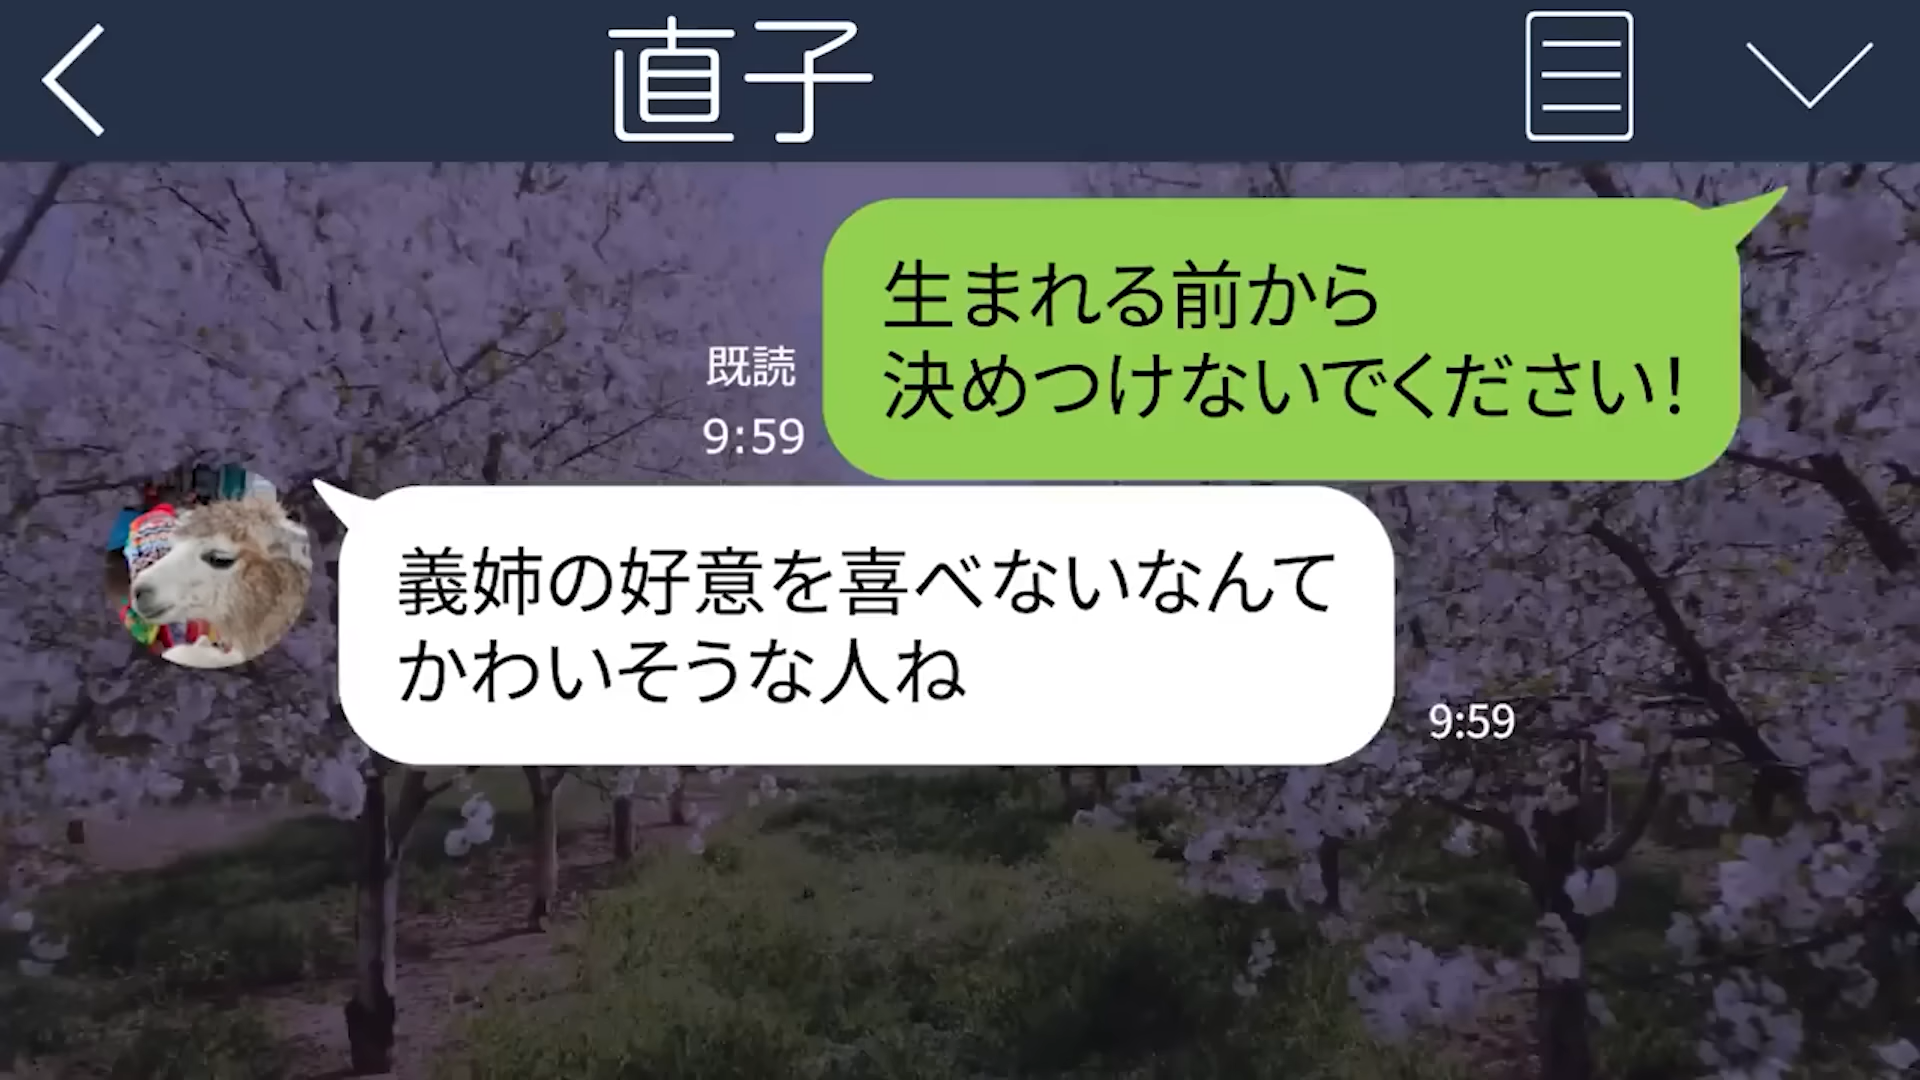 直子
生まれる前から
決めつけないでください！
既読
9:59
義姉の好意を喜べないなんて
かわいそうな人ね
9:59